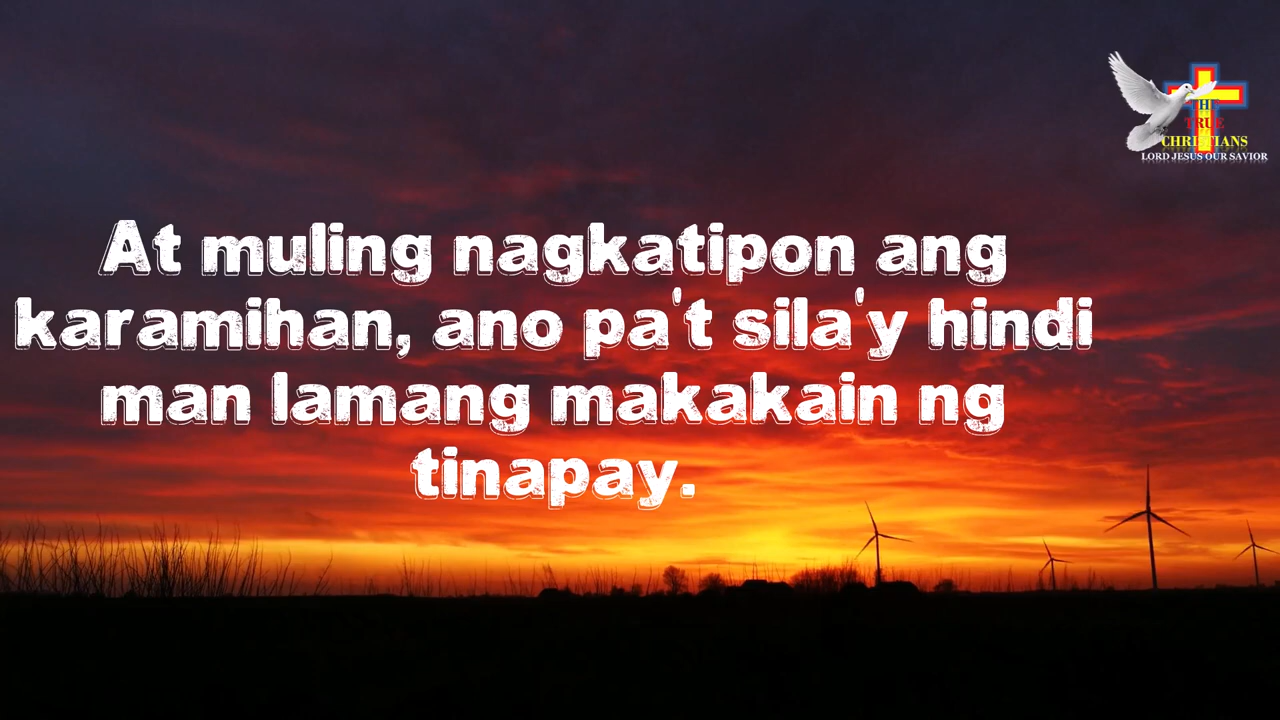 THE
TRUE
CHRISTIANS
LORD JESUS OUR SAVIOR
At muling nagkatipon ang
karamihan, ano pa't sila'y hindi
man lamang makakain ng
tinapay.